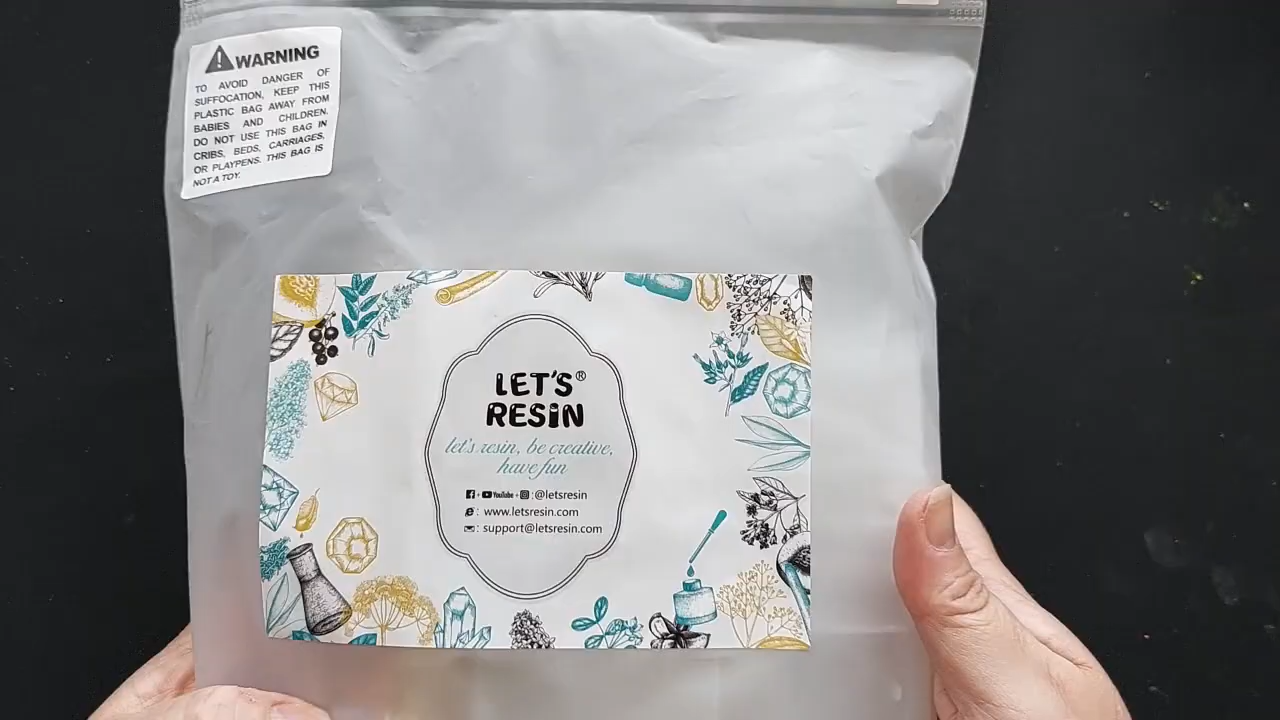 WARNING
TO AVOID DANGER OF
SUFFOCATION, KEEP THIS
PLASTIC BAG AWAY FROM
BABIES AND CHILDREN.
DO NOT USE THIS BAG IN
CRIBS, BEDS, CARRIAGES,
OR PLAYPENS. THIS BAG IS
NOT A TOY.
LET'S®
RESIN
let's resin, be creative,
have fun
+ YouTube + : @letsresin
: www.letsresin.com
: support@letsresin.com